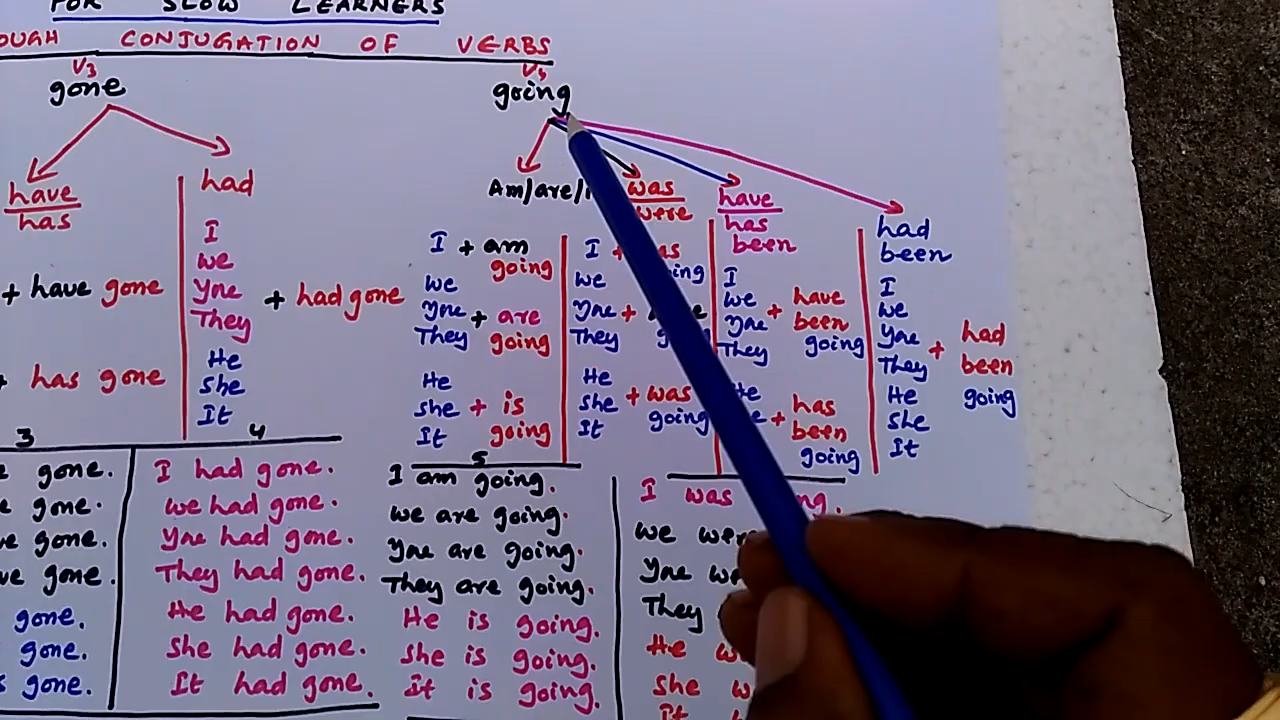 FOR SLOW LEARNERS
OUGH CONJUGATION OF VERBS
V3
gone
have
has
had
I
we
You
They
He
She
It
+ have gone
+ has gone
+ had gone
3
4
V4
going
Am/are/
was
were
have
has
been
had
been
I + am
going
we
You
They
+ are
going
He
She
It
+ is
going
I +
we
You
They
+
He
She
It
+ was
going
I
we
You
They
+ have
been
going
+ has
been
going
I
we
You
They
He
She
It
+ had
been
going
5
gone.
gone.
gone.
gone.
gone.
gone.
gone.
I had gone.
we had gone.
You had gone.
They had gone.
He had gone.
She had gone.
It had gone.
I am going.
we are going.
You are going.
They are going.
He is going.
She is going.
It is going.
I was
we were
You
They
He
She
It